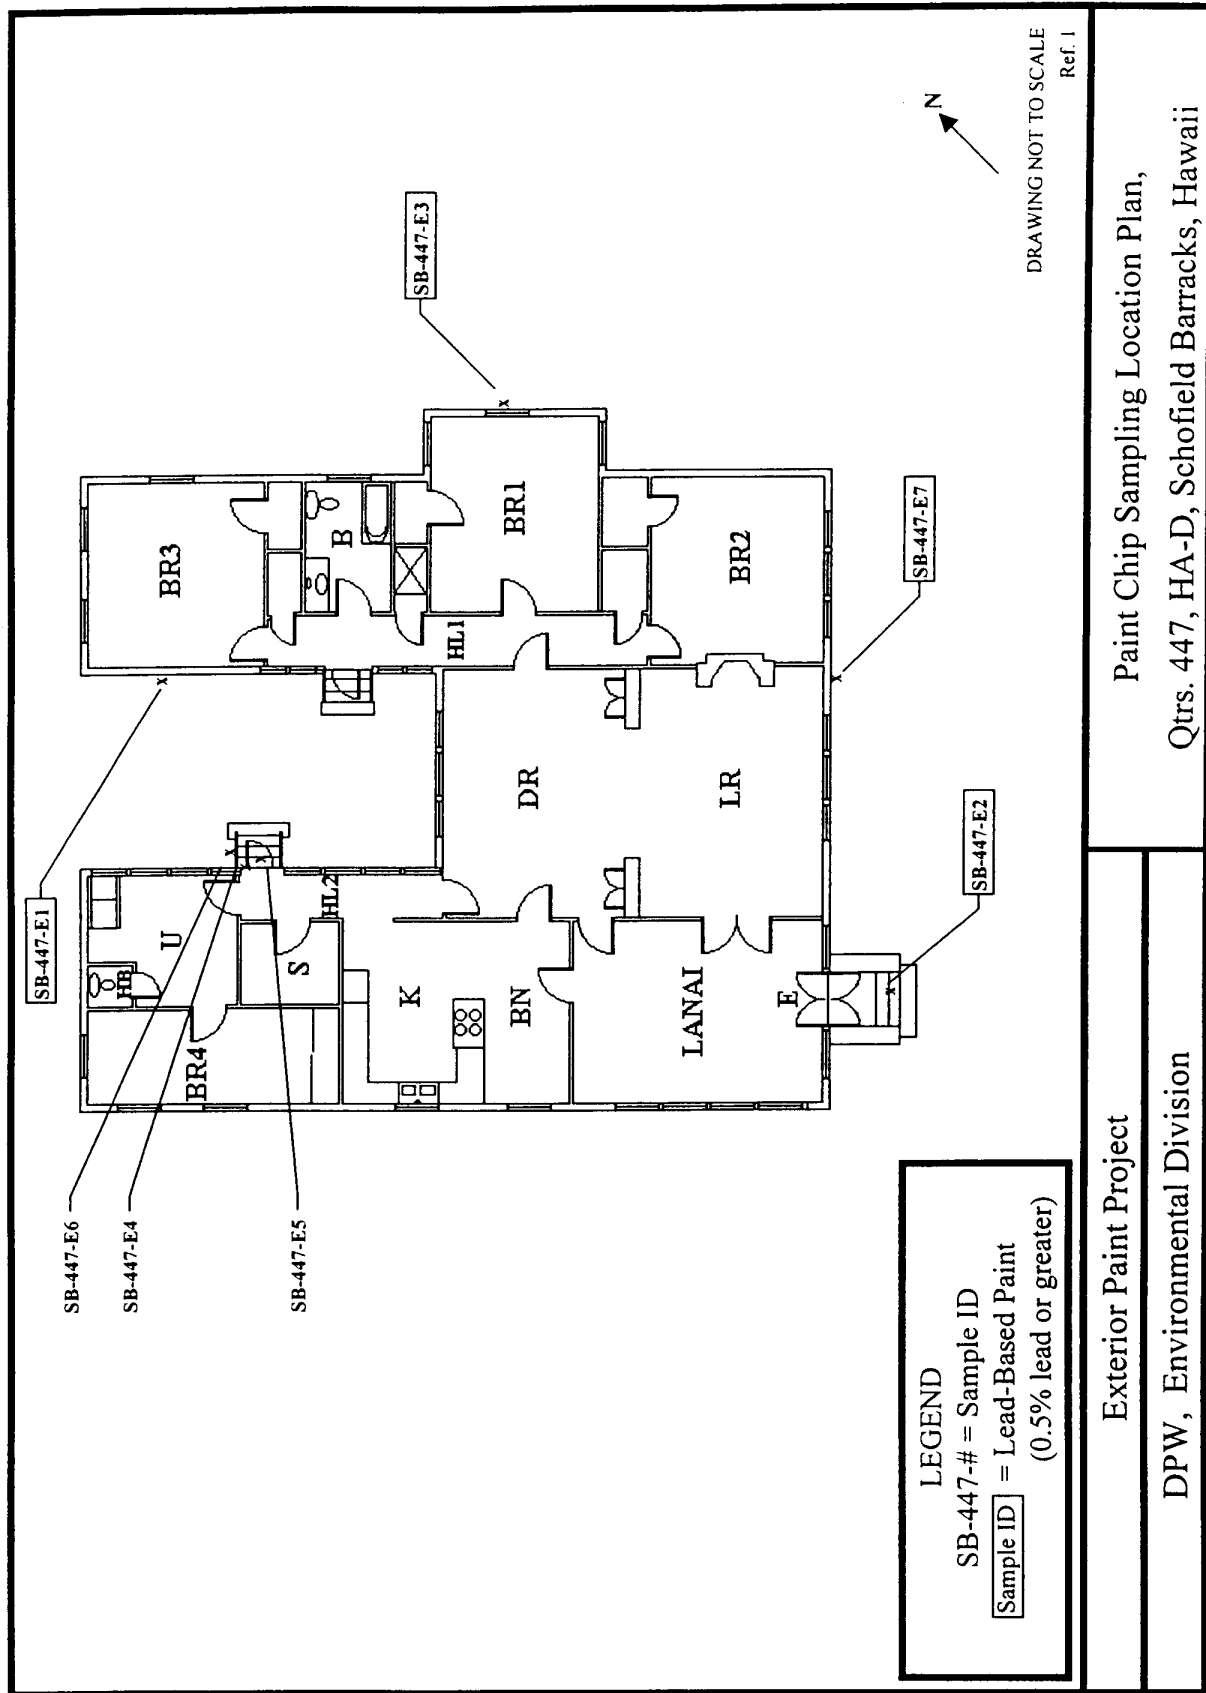 SB-447-E6
SB-447-E4
SB-447-E5
SB-447-E1
SB-447-E3
SB-447-E7
SB-447-E2
BR4
HB
U
S
HL2
K
BN
LANAI
E
DR
LR
BR3
B
HL1
BR1
BR2
N
DRAWING NOT TO SCALE
Ref. 1
LEGEND
SB-447-# = Sample ID
Sample ID = Lead-Based Paint
(0.5% lead or greater)
Exterior Paint Project
DPW, Environmental Division
Paint Chip Sampling Location Plan,
Qtrs. 447, HA-D, Schofield Barracks, Hawaii